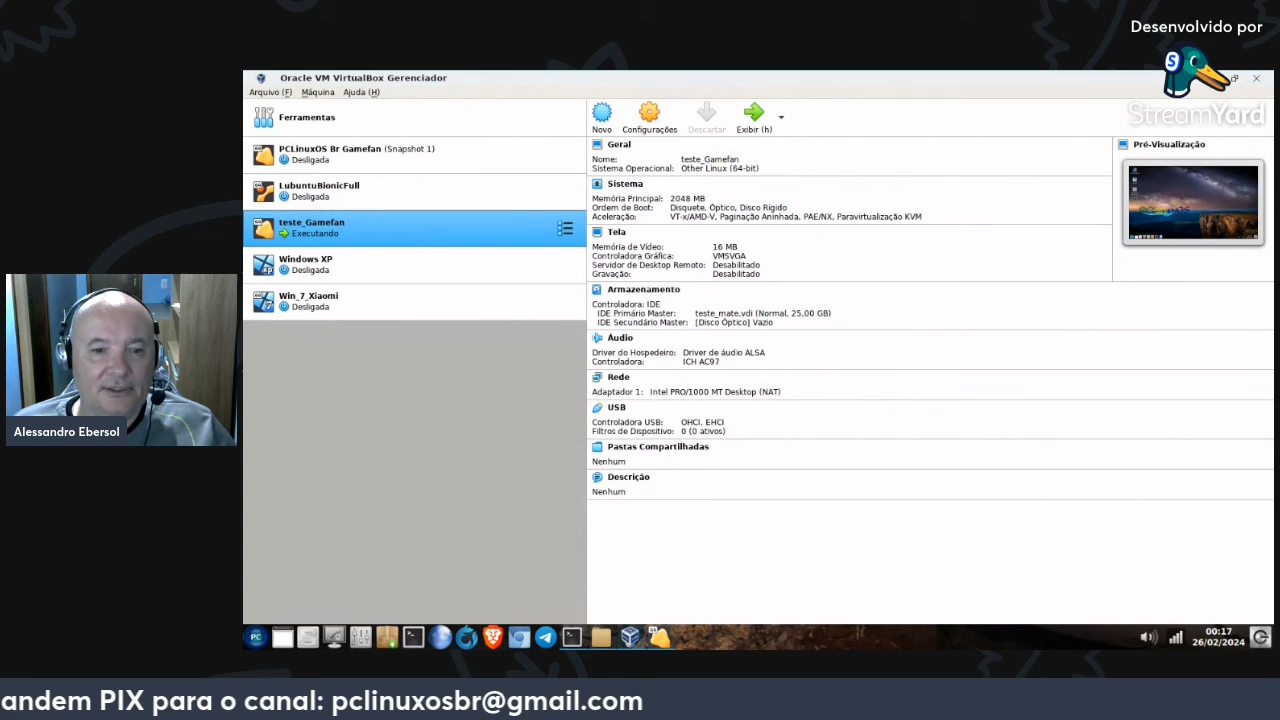 Desenvolvido por
StreamYard
Oracle VM VirtualBox Gerenciador
Arquivo (F) Máquina Ajuda (H)
Ferramentas
PCLinuxOS Br Gamefan (Snapshot 1)
Desligada
LubuntuBionicFull
Desligada
teste_Gamefan
Executando
Windows XP
Desligada
Win_7_Xiaomi
Desligada
Novo Configurações Descartar Exibir (h)
Geral
Nome: teste_Gamefan
Sistema Operacional: Other Linux (64-bit)
Sistema
Memória Principal: 2048 MB
Ordem de Boot: Disquete, Óptico, Disco Rígido
Aceleração: VT-x/AMD-V, Paginação Aninhada, PAE/NX, Paravirtualização KVM
Tela
Memória de Vídeo: 16 MB
Controladora Gráfica: VMSVGA
Servidor de Desktop Remoto: Desabilitado
Gravação: Desabilitado
Armazenamento
Controladora: IDE
IDE Primário Master: teste_mate.vdi (Normal, 25,00 GB)
IDE Secundário Master: [Disco Óptico] Vazio
Áudio
Driver do Hospedeiro: Driver de áudio ALSA
Controladora: ICH AC97
Rede
Adaptador 1: Intel PRO/1000 MT Desktop (NAT)
USB
Controladora USB: OHCI, EHCI
Filtros de Dispositivo: 0 (0 ativos)
Pastas Compartilhadas
Nenhum
Descrição
Nenhum
Pré-Visualização
Alessandro Ebersol
PC
00:17
26/02/2024
andem PIX para o canal: pclinuxosbr@gmail.com